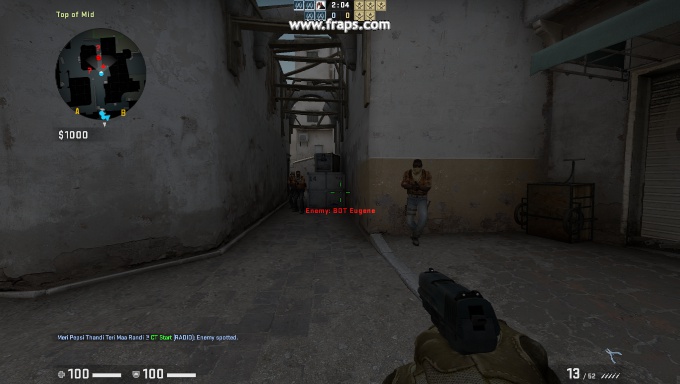 Top of Mid
2:04
0 0
www.fraps.com
A B
$1000
Enemy: BOT Eugene
Meri Pepsi Thandi Teri Maa Randi ? CT Start (RADIO): Enemy spotted.
100 100 13 / 52